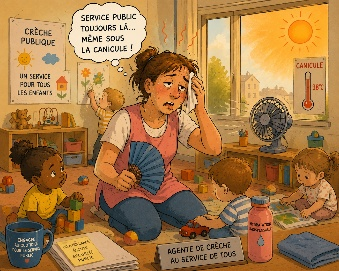 SERVICE PUBLIC
TOUJOURS LÀ...
MÊME SOUS
LA CANICULE !
CRÈCHE
PUBLIQUE
UN SERVICE
POUR TOUS
LES ENFANTS
CANICULE
38°C
AGENTE DE CRÈCHE
AU SERVICE DE TOUS